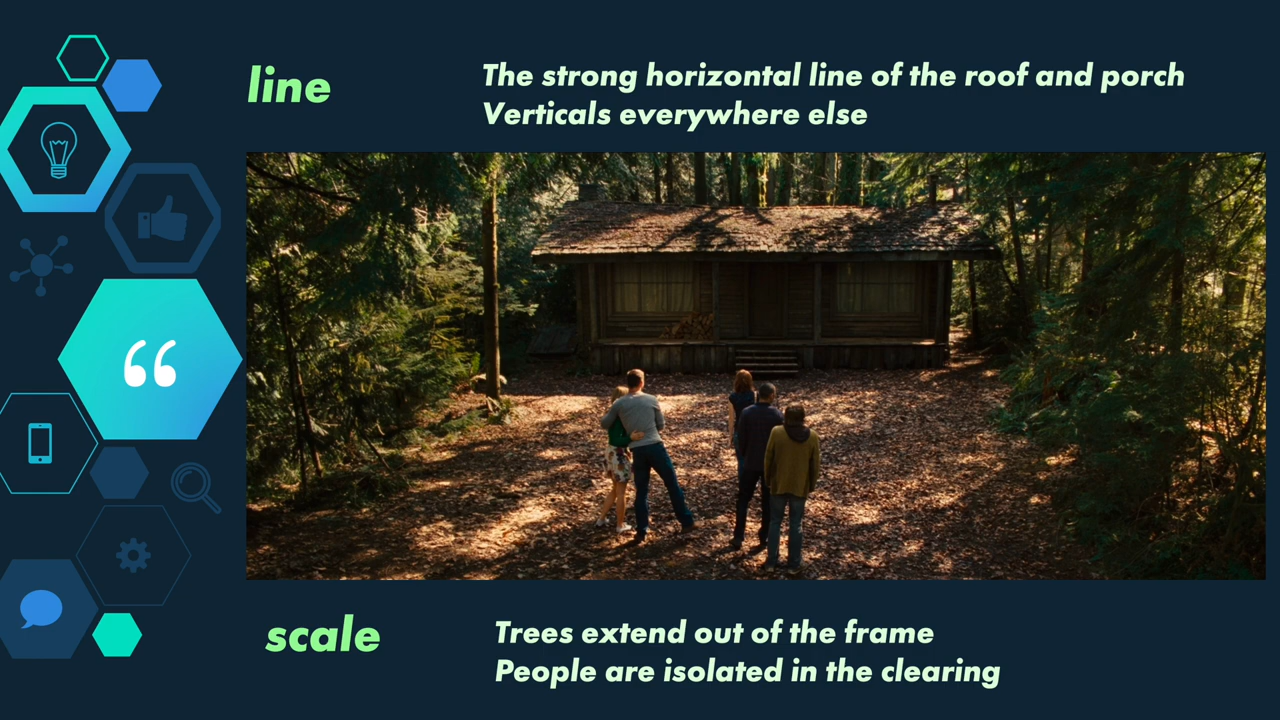 line
The strong horizontal line of the roof and porch
Verticals everywhere else
“
scale
Trees extend out of the frame
People are isolated in the clearing